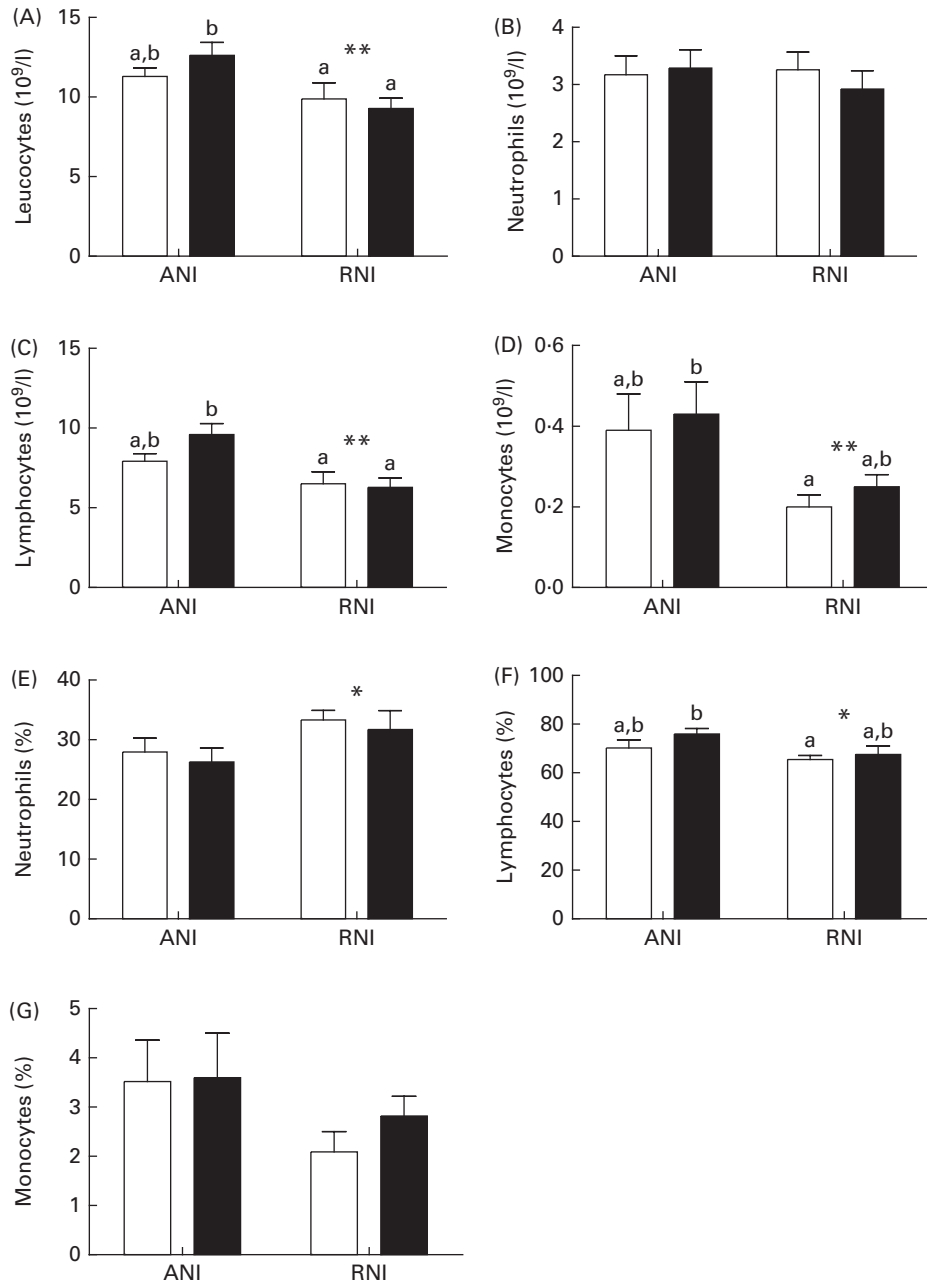 (A)
Leucocytes (10⁹/l)
15
10
5
0
a,b
b
**
a
a
ANI
RNI
(B)
Neutrophils (10⁹/l)
4
3
2
1
0
ANI
RNI
(C)
Lymphocytes (10⁹/l)
15
10
5
0
a,b
b
**
a
a
ANI
RNI
(D)
Monocytes (10⁹/l)
0·6
0·4
0·2
0·0
a,b
b
**
a
a,b
ANI
RNI
(E)
Neutrophils (%)
40
30
20
10
0
*
ANI
RNI
(F)
Lymphocytes (%)
100
80
60
40
20
0
a,b
b
*
a
a,b
ANI
RNI
(G)
Monocytes (%)
5
4
3
2
1
0
ANI
RNI